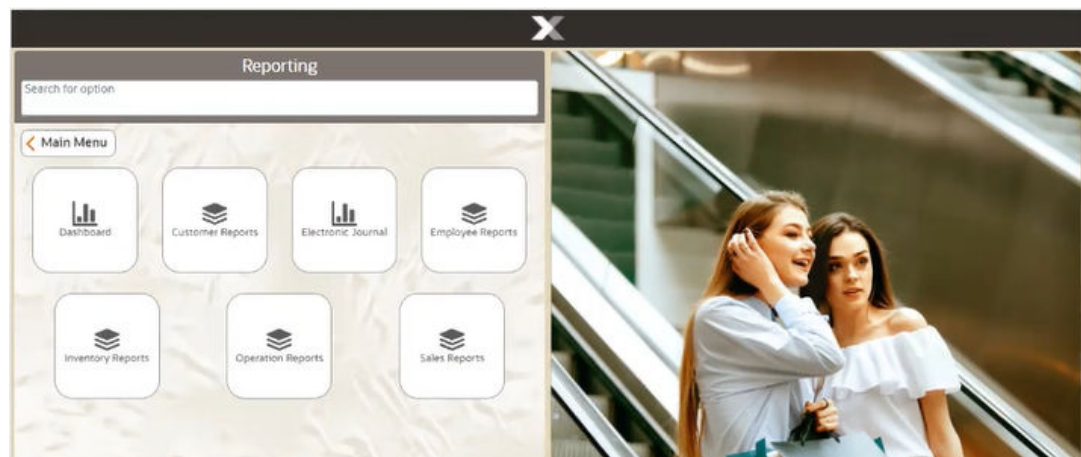 Reporting
Search for option
Main Menu
Dashboard
Customer Reports
Electronic Journal
Employee Reports
Inventory Reports
Operation Reports
Sales Reports